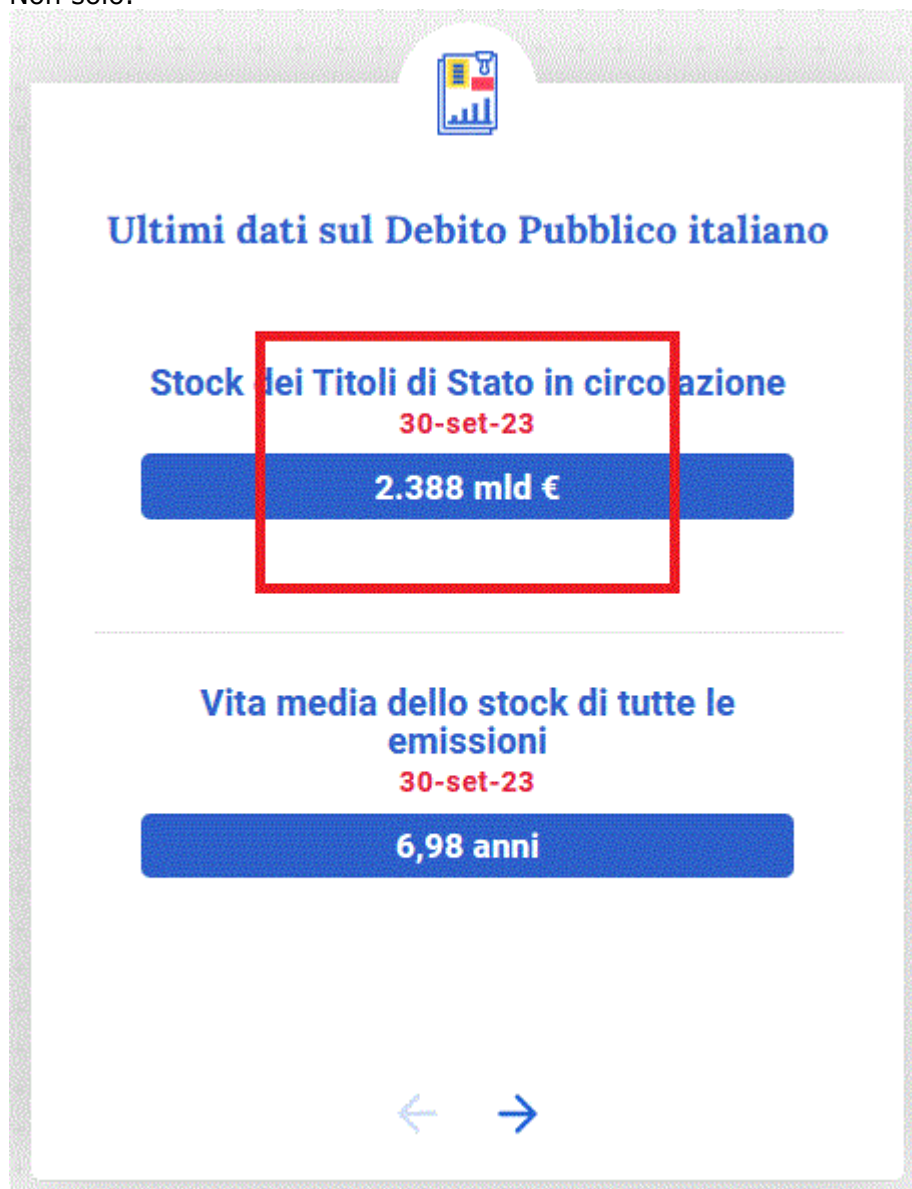 Non solo.
Ultimi dati sul Debito Pubblico italiano
Stock dei Titoli di Stato in circolazione
30-set-23
2.388 mld €
Vita media dello stock di tutte le
emissioni
30-set-23
6,98 anni